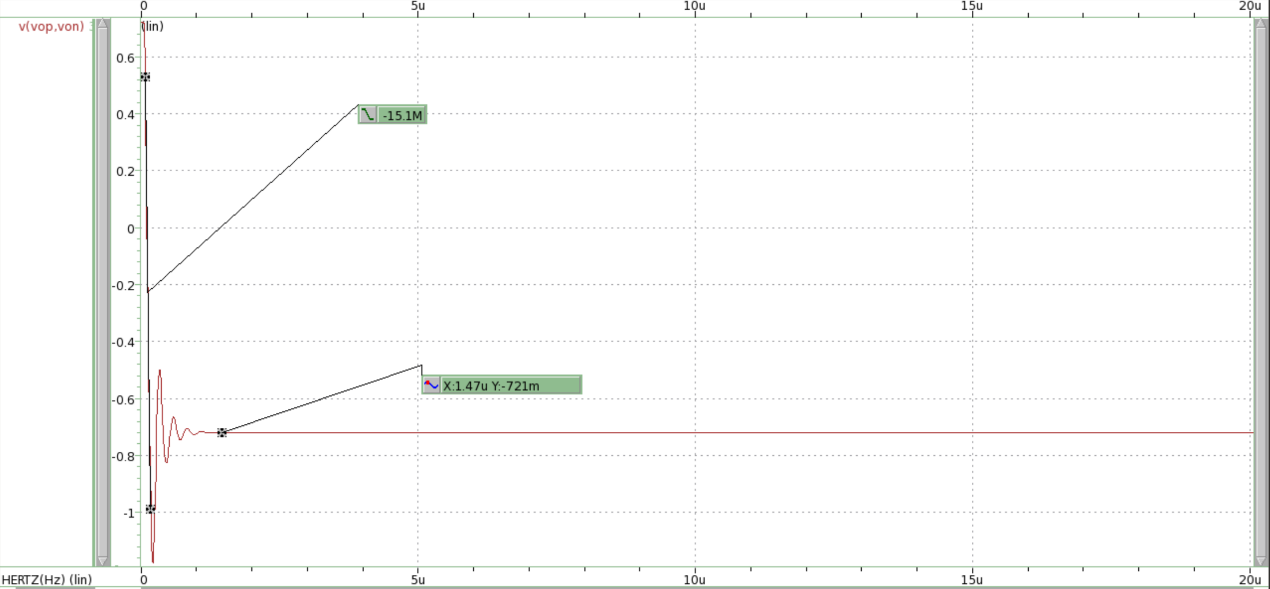 0 5u 10u 15u 20u
v(vop,von) (lin)
0.6
-15.1M
0.4
0.2
0
-0.2
-0.4
X:1.47u Y:-721m
-0.6
-0.8
-1
HERTZ(Hz) (lin) 0 5u 10u 15u 20u